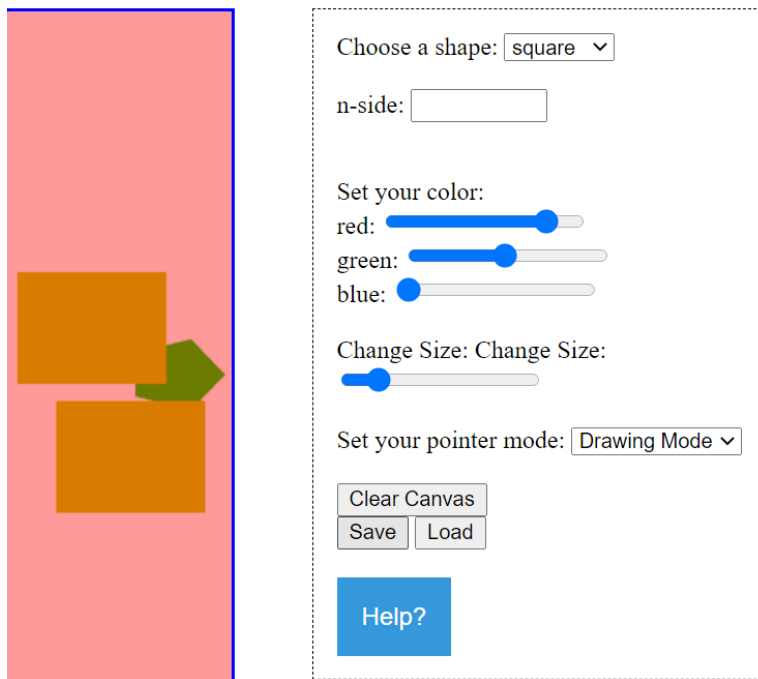 Choose a shape: square
n-side:
Set your color:
red:
green:
blue:
Change Size: Change Size:
Set your pointer mode: Drawing Mode
Clear Canvas
Save Load
Help?